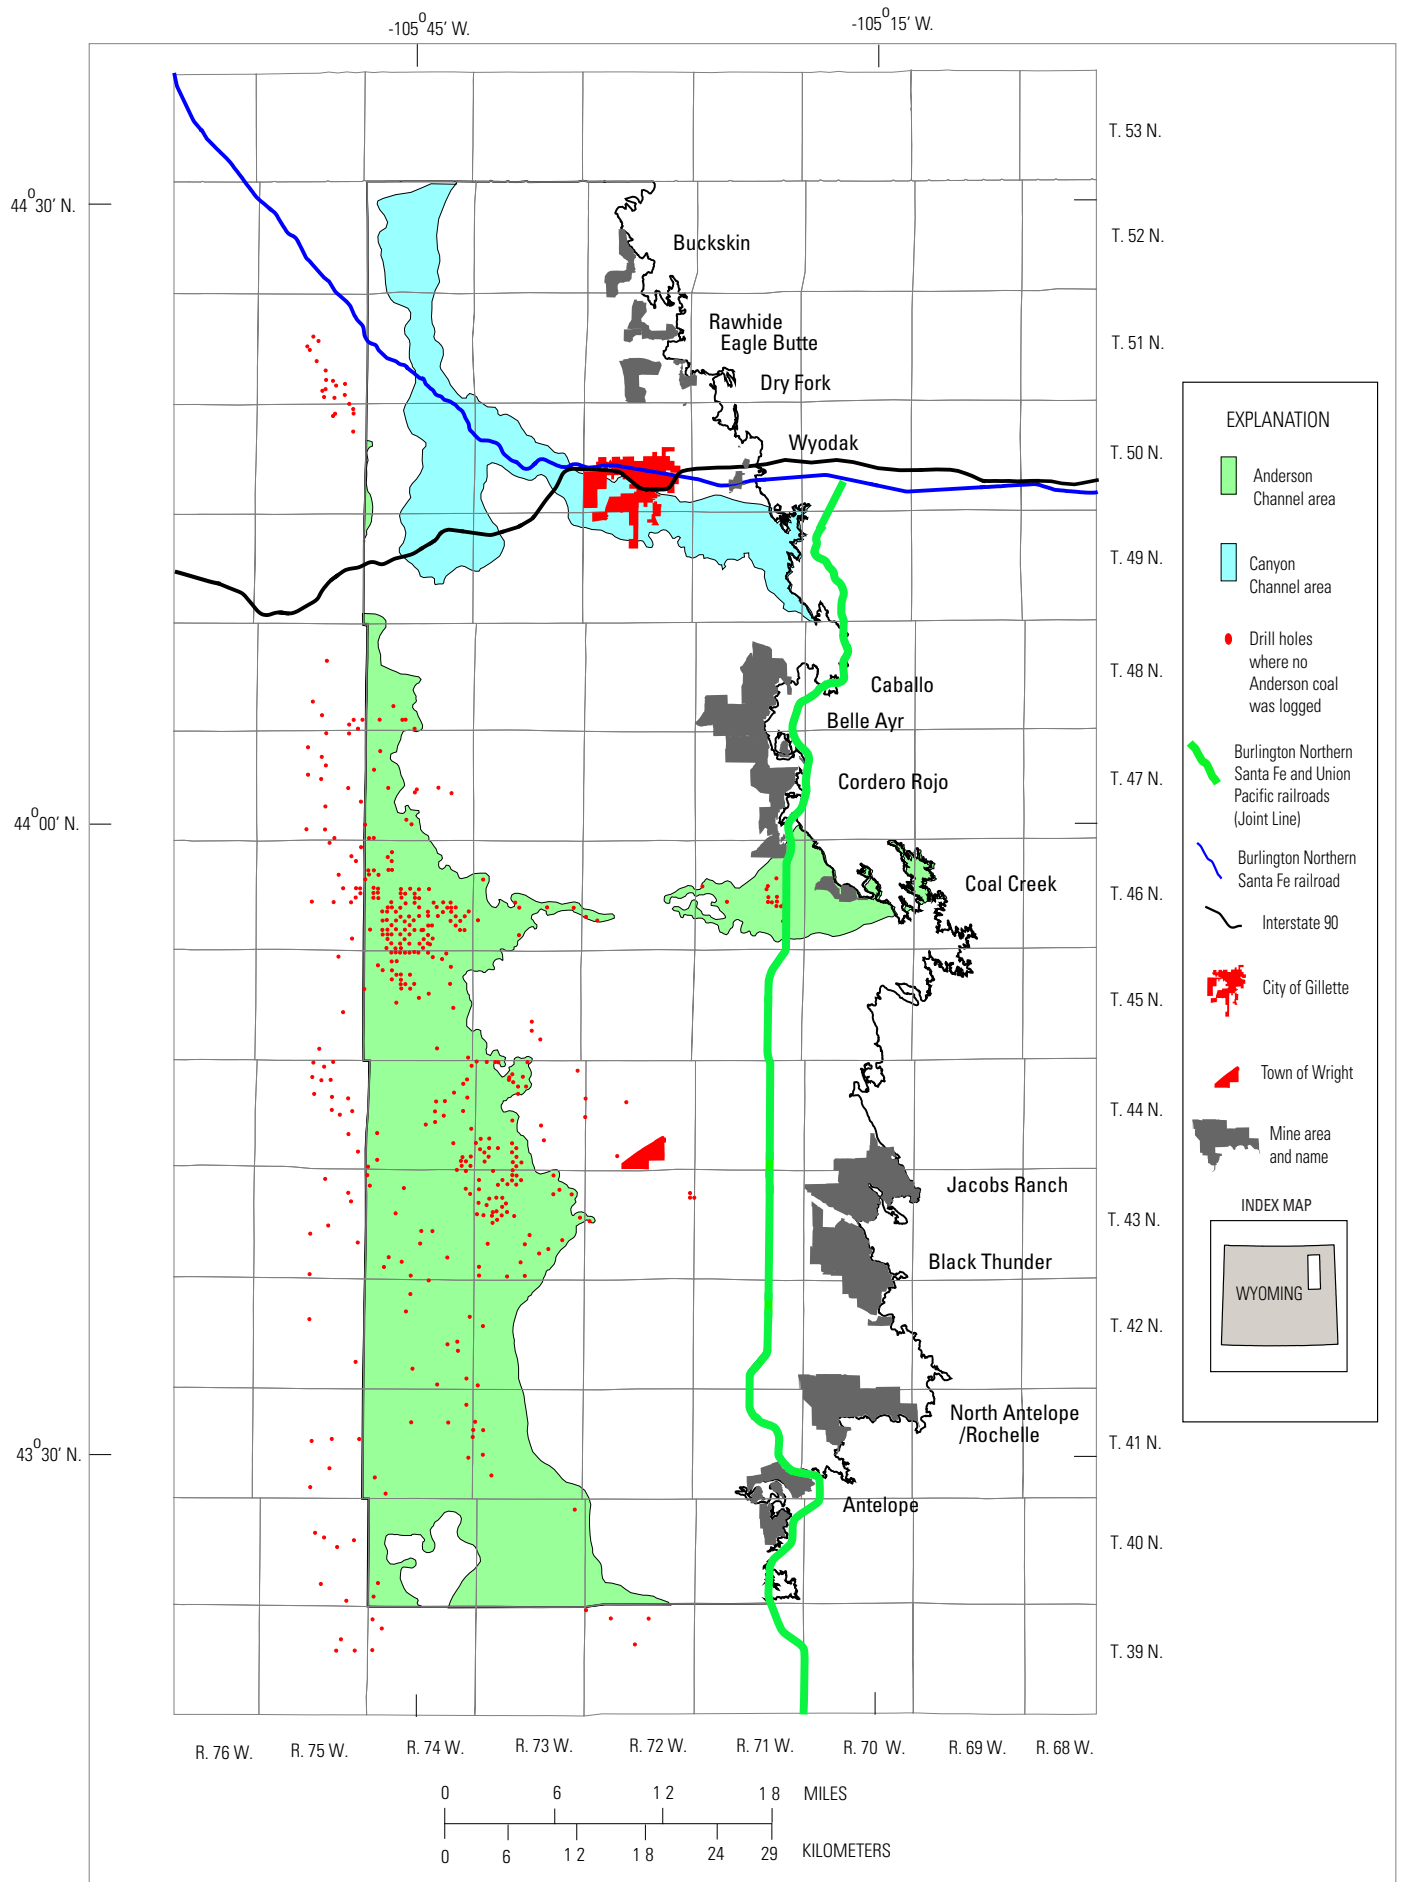 -105° 45′ W.
-105° 15′ W.
44° 30′ N.
44° 00′ N.
43° 30′ N.
T. 53 N.
T. 52 N.
T. 51 N.
T. 50 N.
T. 49 N.
T. 48 N.
T. 47 N.
T. 46 N.
T. 45 N.
T. 44 N.
T. 43 N.
T. 42 N.
T. 41 N.
T. 40 N.
T. 39 N.
Buckskin
Rawhide
Eagle Butte
Dry Fork
Wyodak
Caballo
Belle Ayr
Cordero Rojo
Coal Creek
Jacobs Ranch
Black Thunder
North Antelope
/Rochelle
Antelope
R. 76 W.
R. 75 W.
R. 74 W.
R. 73 W.
R. 72 W.
R. 71 W.
R. 70 W.
R. 69 W.
R. 68 W.
0 6 12 18 MILES
0 6 12 18 24 29 KILOMETERS
EXPLANATION
Anderson
Channel area
Canyon
Channel area
Drill holes
where no
Anderson coal
was logged
Burlington Northern
Santa Fe and Union
Pacific railroads
(Joint Line)
Burlington Northern
Santa Fe railroad
Interstate 90
City of Gillette
Town of Wright
Mine area
and name
INDEX MAP
WYOMING